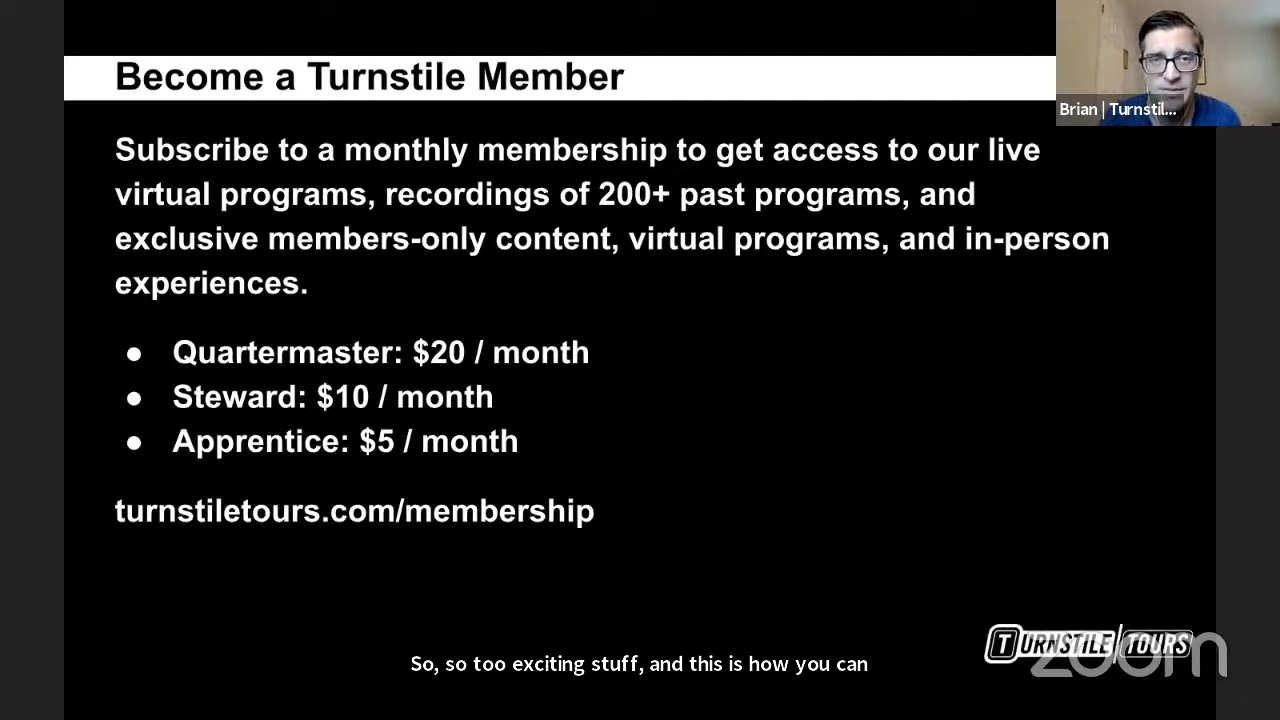 Become a Turnstile Member
Brian | Turnstil...
Subscribe to a monthly membership to get access to our live
virtual programs, recordings of 200+ past programs, and
exclusive members-only content, virtual programs, and in-person
experiences.
● Quartermaster: $20 / month
● Steward: $10 / month
● Apprentice: $5 / month
turnstiletours.com/membership
TURNSTILE TOURS
zoom
So, so too exciting stuff, and this is how you can